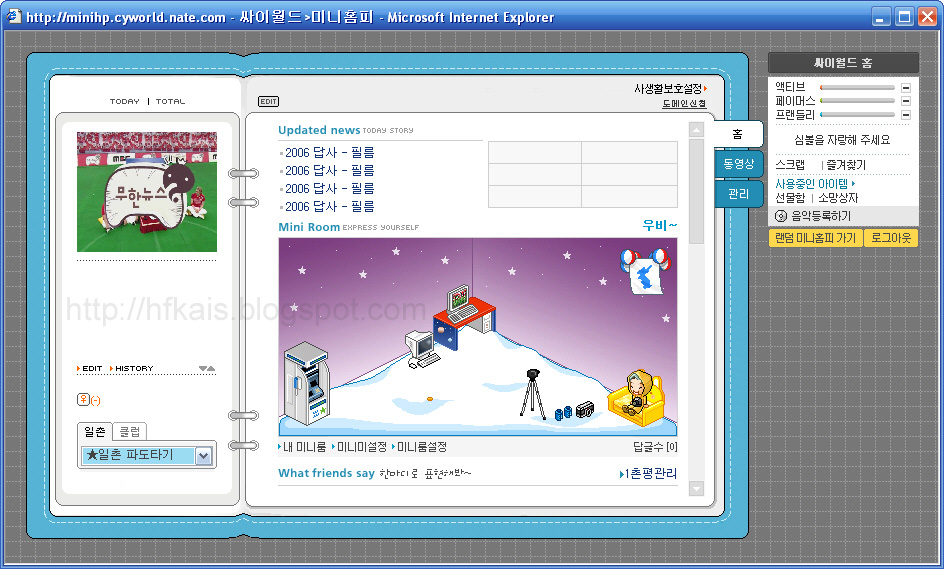 http://minihp.cyworld.nate.com - 싸이월드>미니홈피 - Microsoft Internet Explorer
싸이월드 홈
액티브
페이머스
프랜들리
심볼을 자랑해 주세요
스크랩 | 즐겨찾기
사용중인 아이템
선물함 | 소망상자
음악등록하기
랜덤 미니홈피 가기 로그아웃
TODAY | TOTAL
EDIT
사생활보호설정
도메인신청
무한뉴스
http://hfkais.blogspot.com
EDIT HISTORY
일촌 클럽
★일촌 파도타기
Updated news TODAY STORY
2006 답사 - 필름
2006 답사 - 필름
2006 답사 - 필름
2006 답사 - 필름
Mini Room EXPRESS YOURSELF
우비~
내 미니룸 미니미설정 미니룸설정 답글수 [0]
What friends say 한마디로 표현해봐~ 1촌평관리
홈
동영상
관리